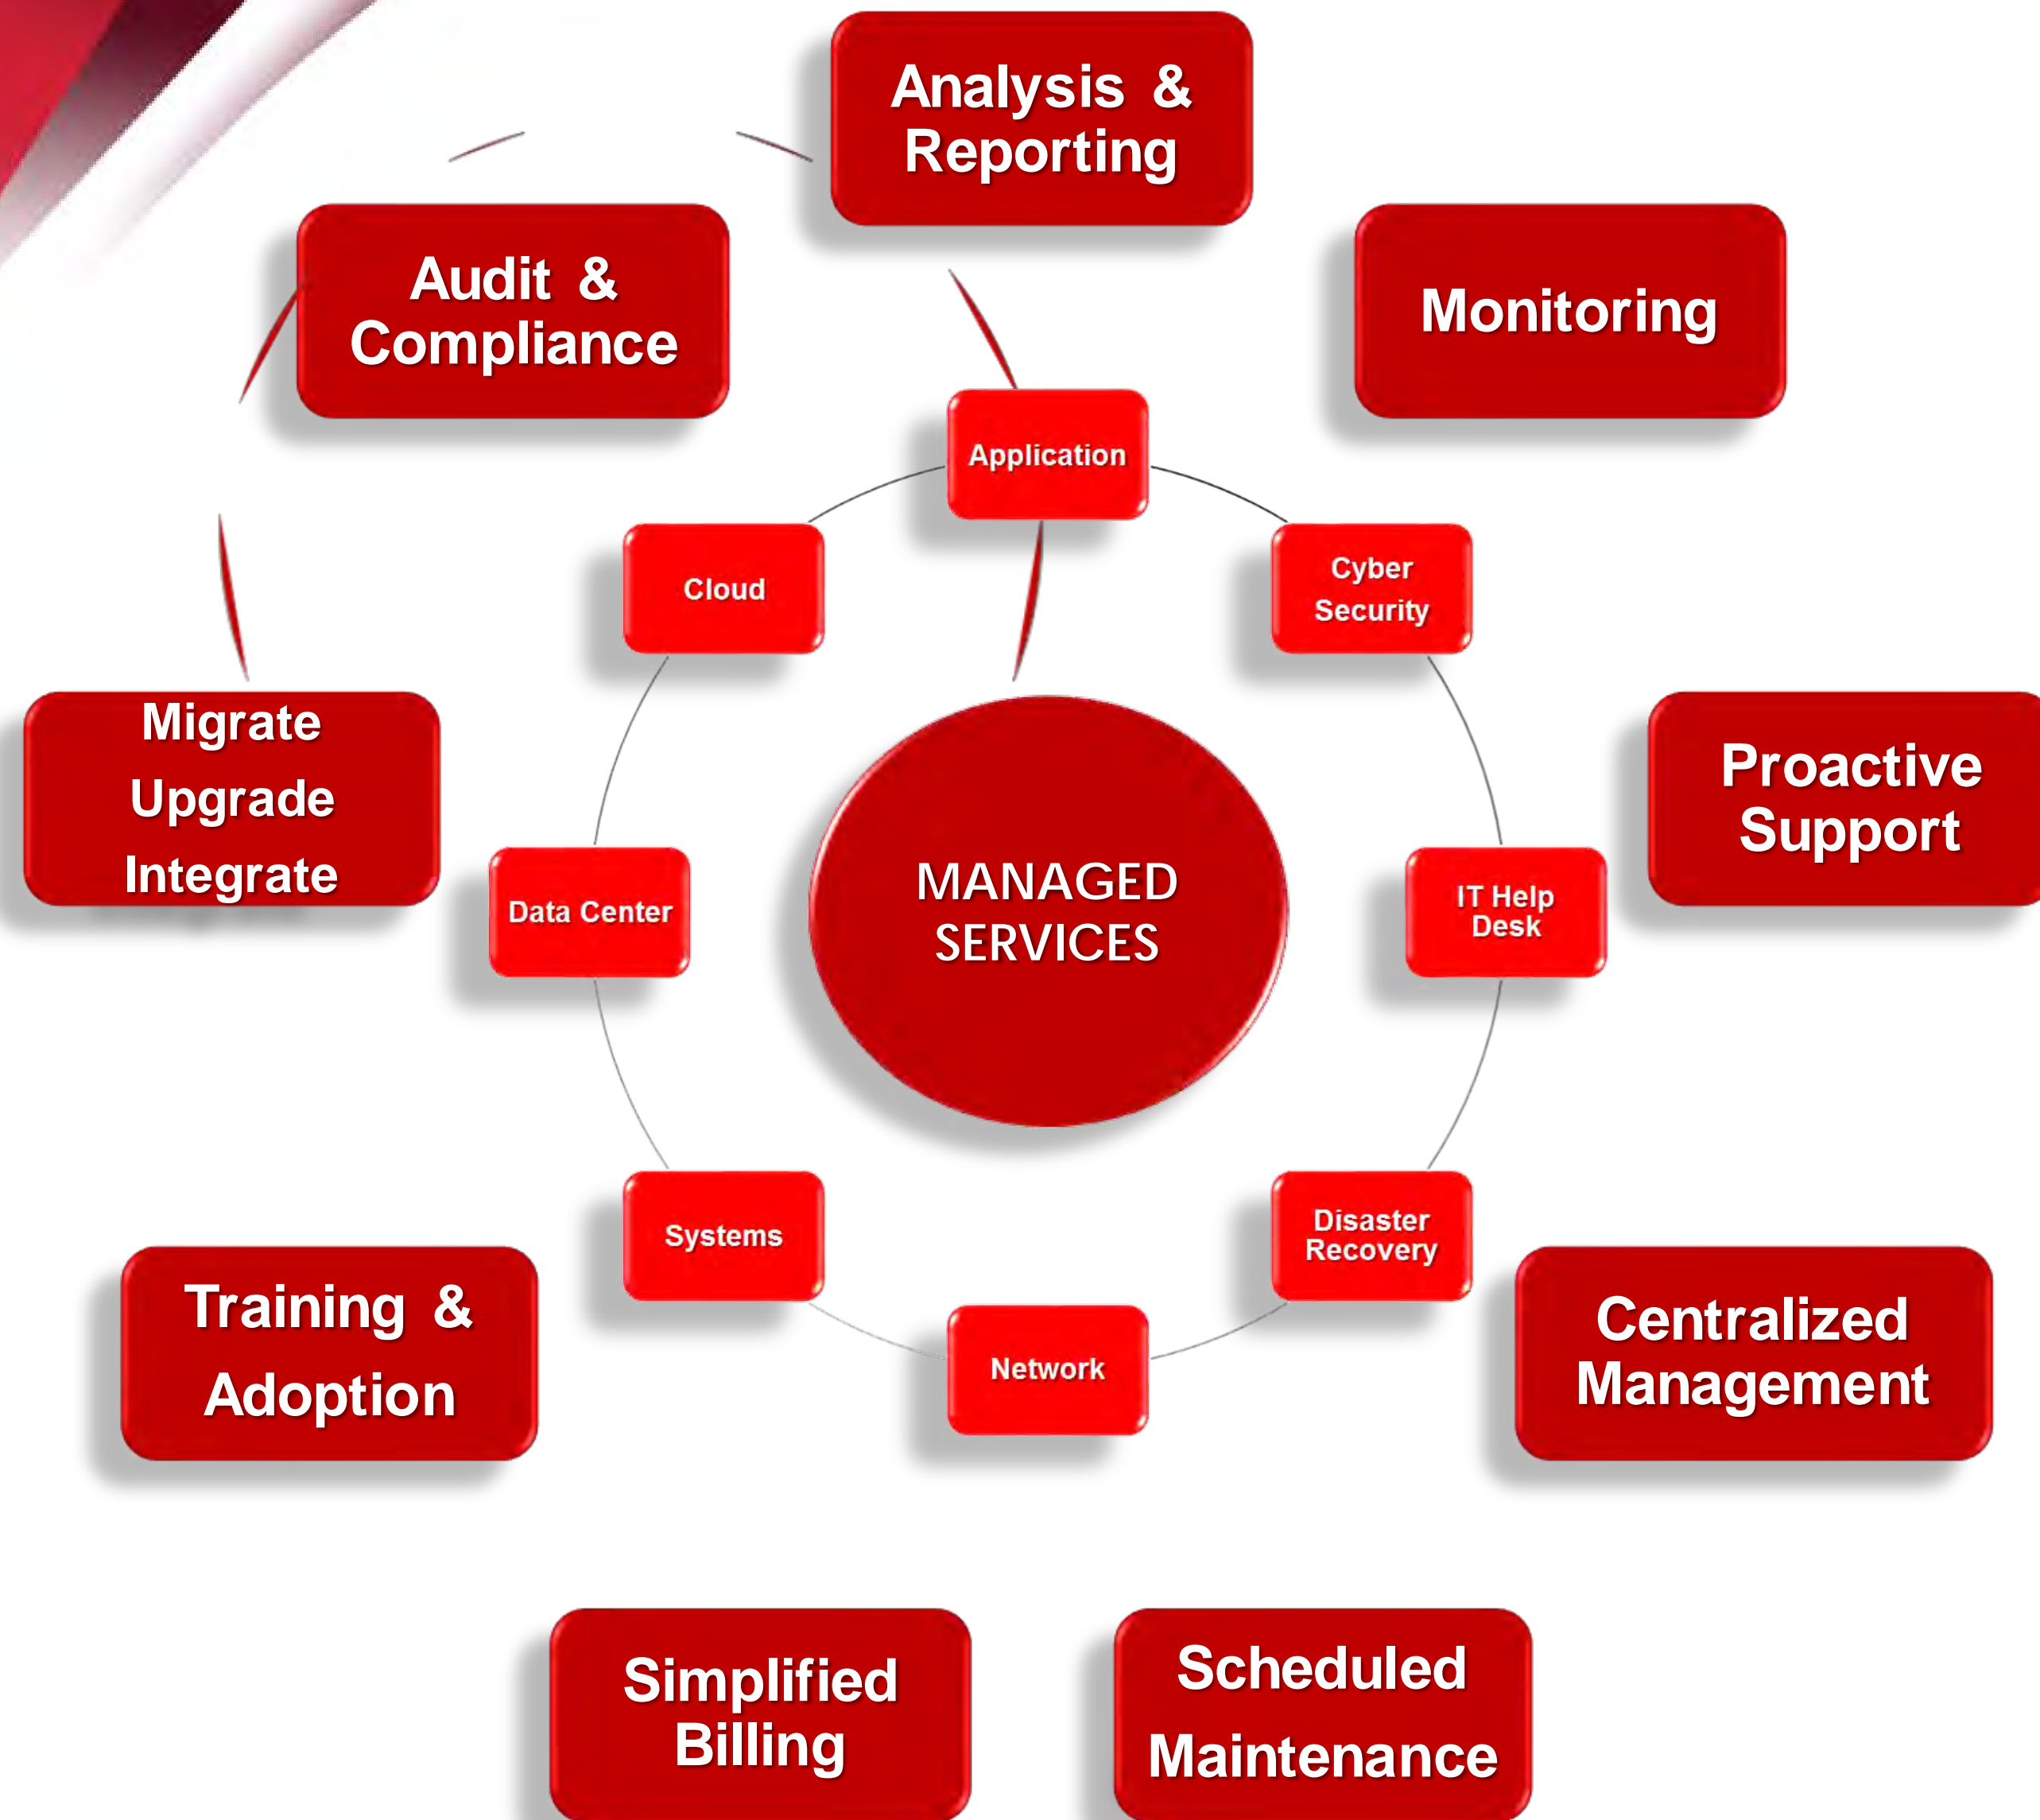 Analysis &
Reporting
Audit &
Compliance
Monitoring
Application
Cloud
Cyber
Security
Migrate
Upgrade
Integrate
Proactive
Support
MANAGED
SERVICES
Data Center
IT Help
Desk
Systems
Disaster
Recovery
Training &
Adoption
Network
Centralized
Management
Simplified
Billing
Scheduled
Maintenance